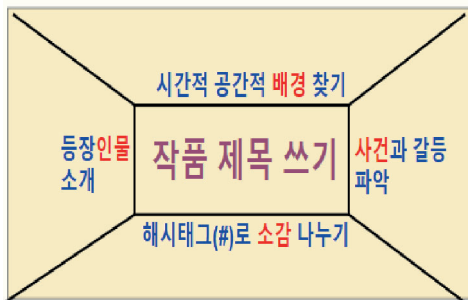 시간적 공간적 배경 찾기
등장인물
소개
작품 제목 쓰기
사건과 갈등
파악
해시태그(#)로 소감 나누기